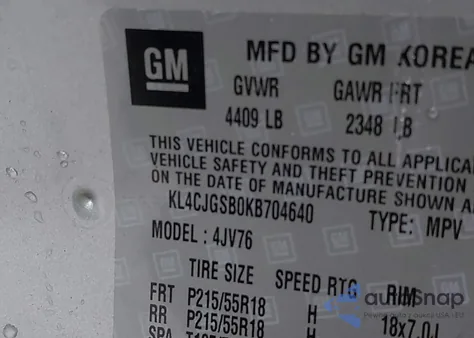 GM
MFD BY GM KOREA
GVWR GAWR FRT
4409 LB 2348 LB
THIS VEHICLE CONFORMS TO ALL APPLICA
VEHICLE SAFETY AND THEFT PREVENTION
ON THE DATE OF MANUFACTURE SHOWN A
KL4CJGSB0KB704640 TYPE: MPV
MODEL: 4JV76
TIRE SIZE SPEED RTG RIM
FRT P215/55R18 H
RR P215/55R18 H 18x7.0J
SPA
autoSnap